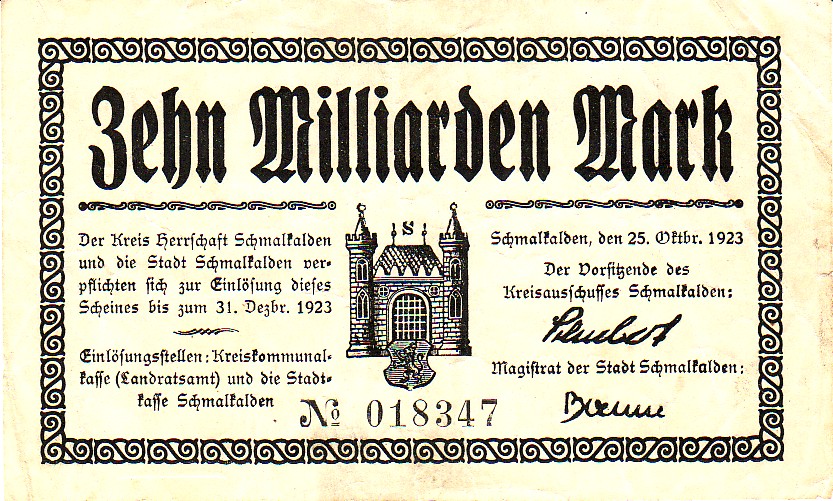 Zehn Milliarden Mark
Der Kreis Herrschaft Schmalkalden
und die Stadt Schmalkalden ver-
pflichten sich zur Einlösung dieses
Scheines bis zum 31. Dezbr. 1923
Einlösungsstellen: Kreiskommunal-
kasse (Landratsamt) und die Stadt-
kasse Schmalkalden
S
Schmalkalden, den 25. Oktbr. 1923
Der Vorsitzende des
Kreisausschusses Schmalkalden:
Magistrat der Stadt Schmalkalden:
№ 018347